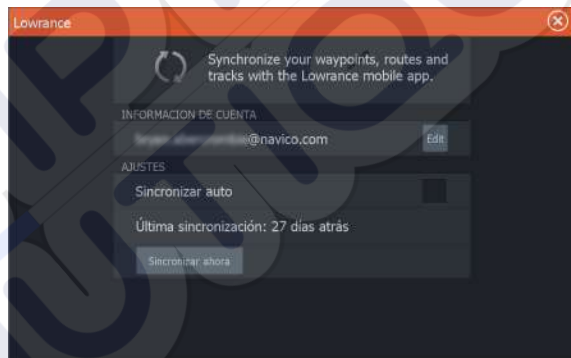 Lowrance
Synchronize your waypoints, routes and
tracks with the Lowrance mobile app.
INFORMACION DE CUENTA
@navico.com
Edit
AJUSTES
Sincronizar auto
Última sincronización: 27 días atrás
Sincronizar ahora